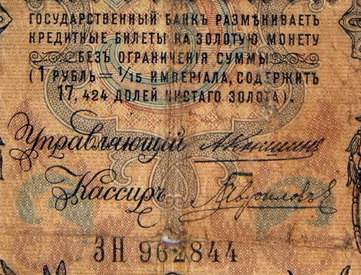 ГОСУДАРСТВЕННЫЙ БАНКЪ РАЗМѢНИВАЕТЪ
КРЕДИТНЫЕ БИЛЕТЫ НА ЗОЛОТУЮ МОНЕТУ
БЕЗЪ ОГРАНИЧЕНІЯ СУММЫ
(1 РУБЛЬ = 1/15 ИМПЕРІАЛА, СОДЕРЖИТЪ
17,424 ДОЛЕЙ ЧИСТАГО ЗОЛОТА).
Управляющій
Кассиръ
ЗН 962844